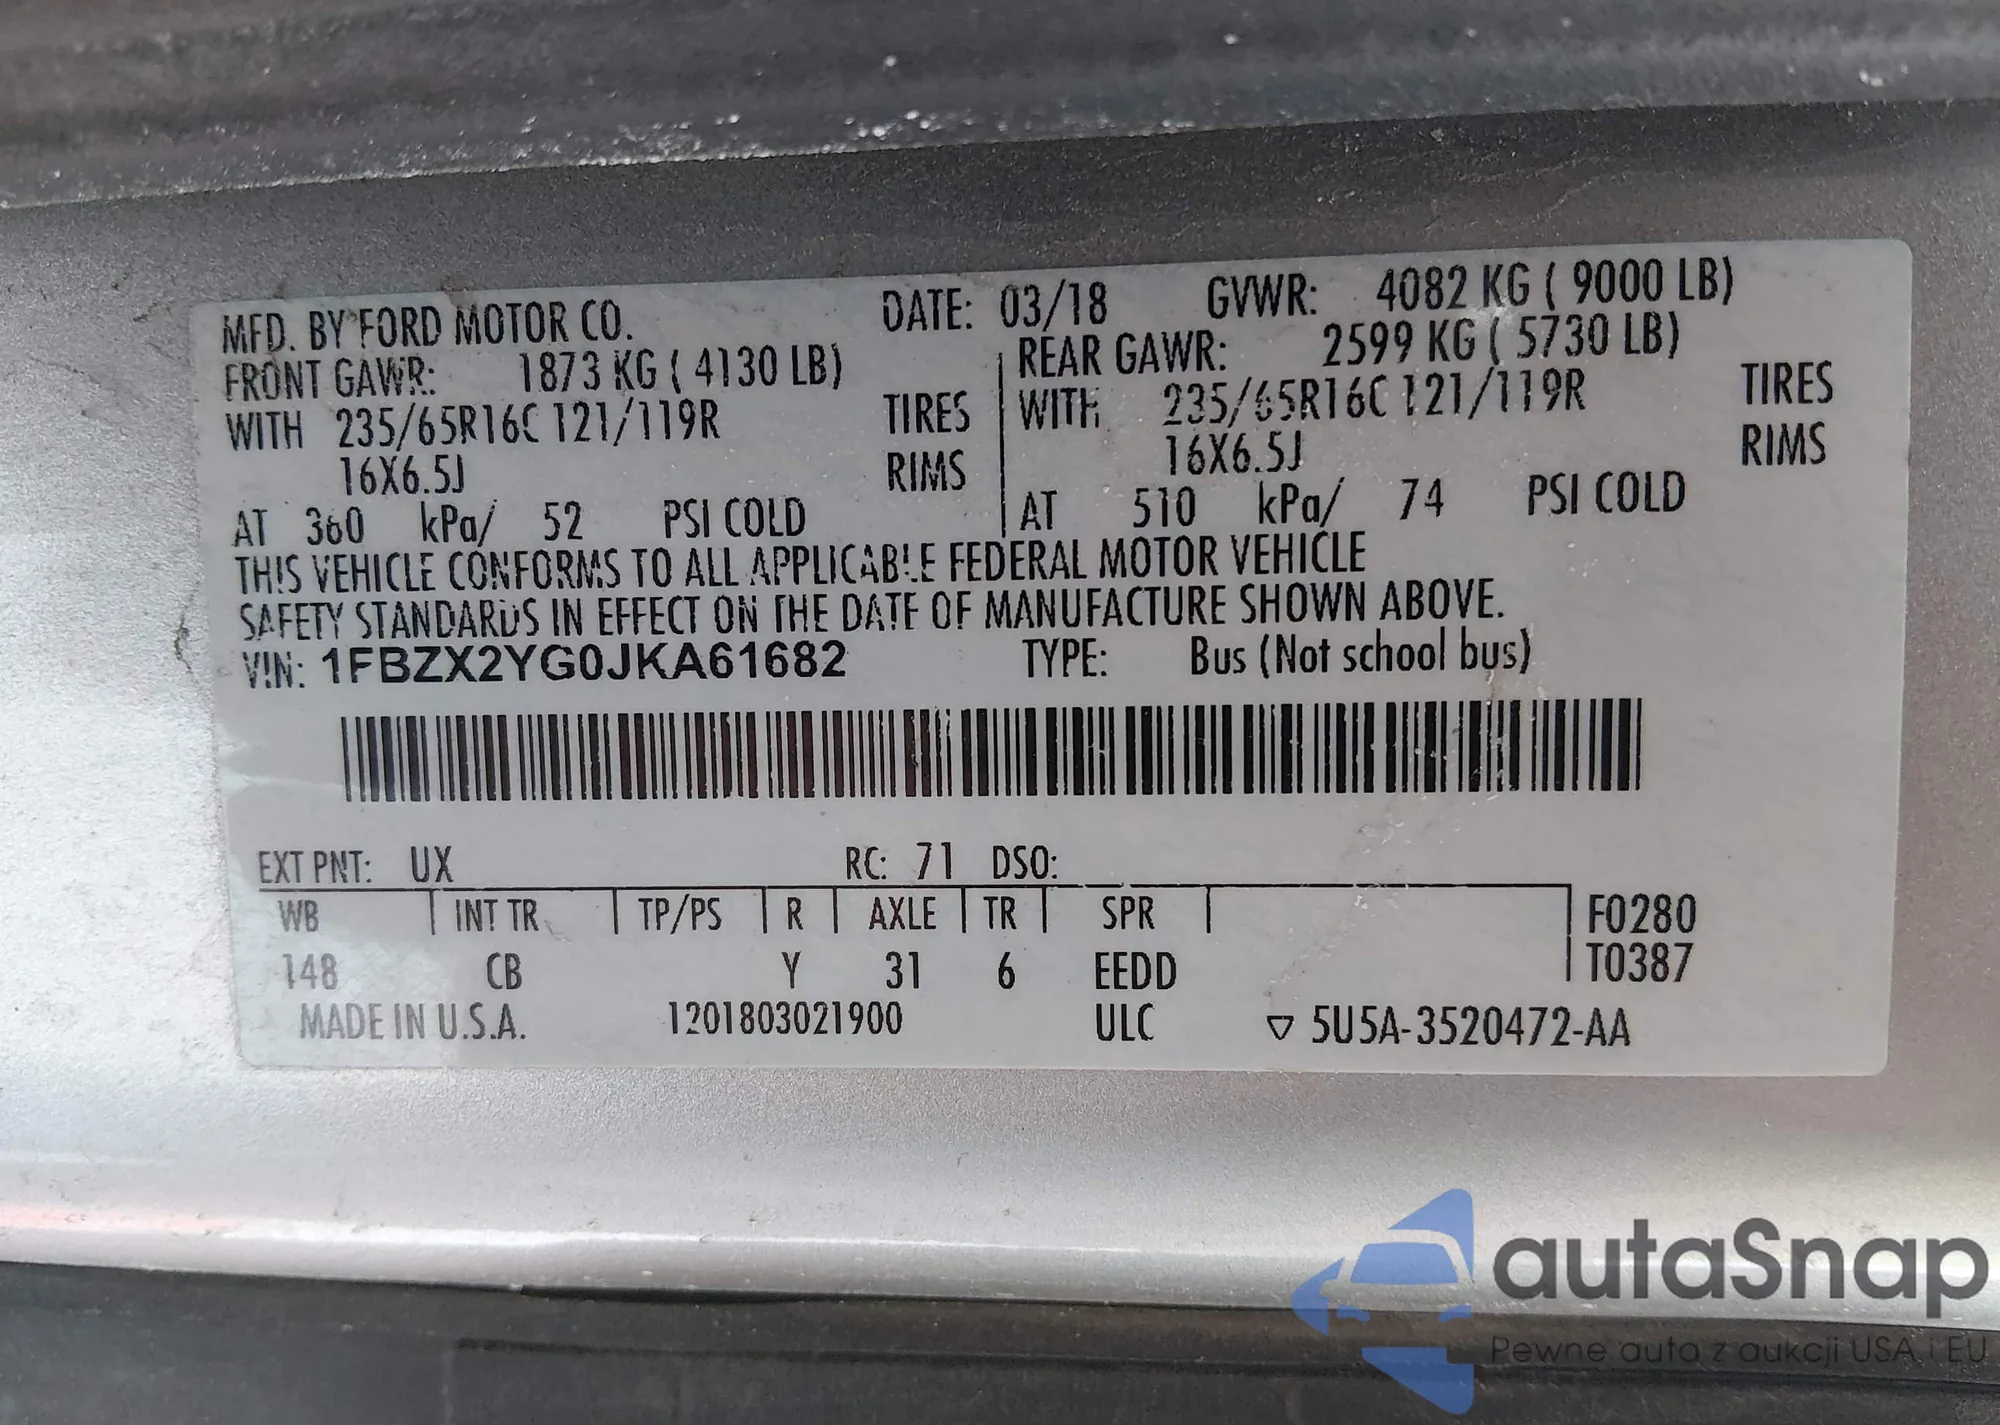 MFD. BY FORD MOTOR CO. DATE: 03/18 GVWR: 4082 KG ( 9000 LB)
FRONT GAWR: 1873 KG ( 4130 LB) REAR GAWR: 2599 KG ( 5730 LB)
WITH 235/65R16C 121/119R TIRES WITH 235/65R16C 121/119R TIRES
16X6.5J RIMS 16X6.5J RIMS
AT 360 kPa/ 52 PSI COLD AT 510 kPa/ 74 PSI COLD
THIS VEHICLE CONFORMS TO ALL APPLICABLE FEDERAL MOTOR VEHICLE
SAFETY STANDARDS IN EFFECT ON THE DATE OF MANUFACTURE SHOWN ABOVE.
VIN: 1FBZX2YG0JKA61682 TYPE: Bus (Not school bus)
EXT PNT: UX RC: 71 DSO:
WB INT TR TP/PS R AXLE TR SPR F0280
T0387
148 CB Y 31 6 EEDD
MADE IN U.S.A. 1201803021900 ULC ▽ 5U5A-3520472-AA
autaSnap
Pewne auta z aukcji USA i EU